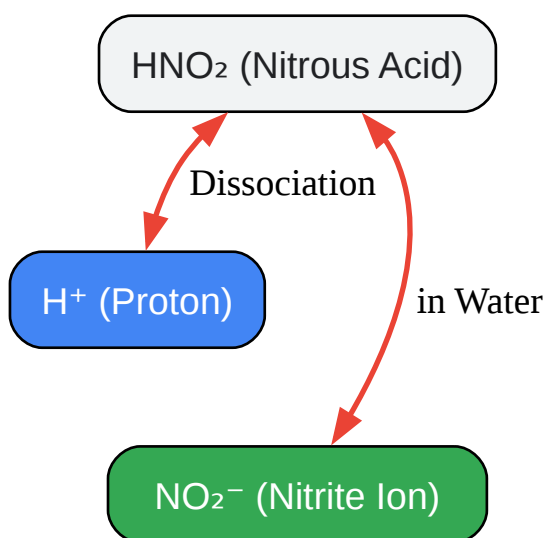 HNO₂ (Nitrous Acid)
Dissociation
H⁺ (Proton)
in Water
NO₂⁻ (Nitrite Ion)